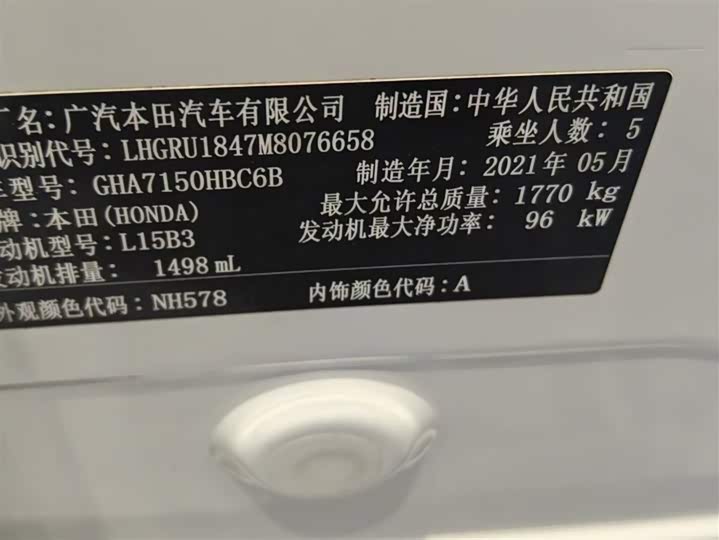 厂名：广汽本田汽车有限公司 制造国：中华人民共和国
识别代号：LHGRU1847M8076658 乘坐人数：5
车型号：GHA7150HBC6B 制造年月：2021年05月
牌：本田(HONDA) 最大允许总质量：1770 kg
动机型号：L15B3 发动机最大净功率：96 kW
发动机排量：1498 mL
外观颜色代码：NH578 内饰颜色代码：A